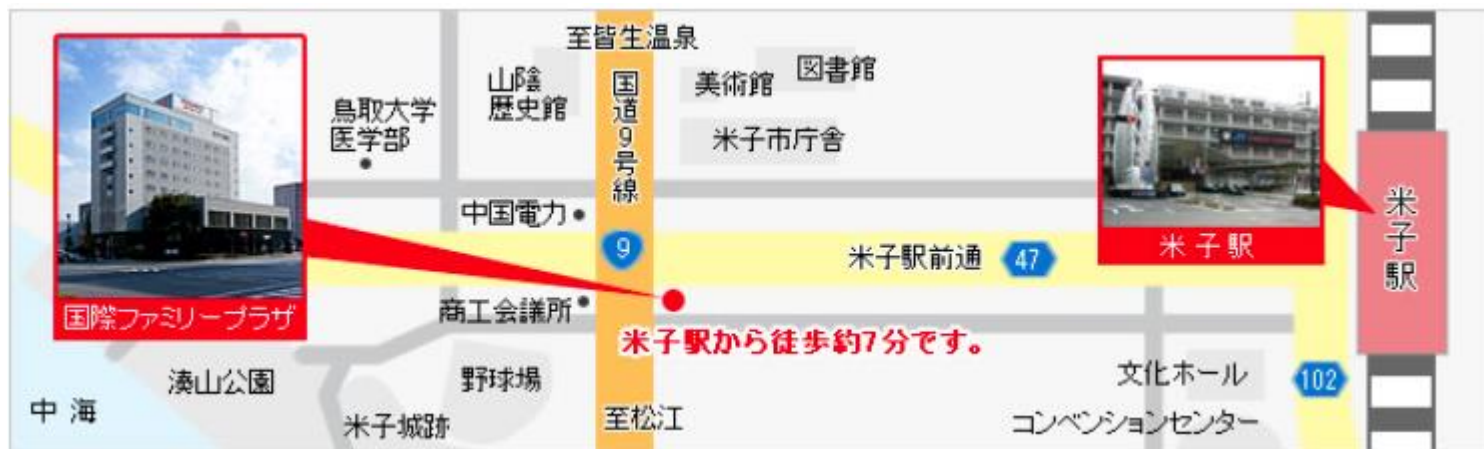 至皆生温泉
山陰
歴史館
国道9号線
美術館
図書館
鳥取大学
医学部
米子市庁舎
中国電力
9
米子駅前通
47
米子駅
米子駅
国際ファミリープラザ
商工会議所
米子駅から徒歩約7分です。
湊山公園
野球場
文化ホール
102
中海
米子城跡
至松江
コンベンションセンター